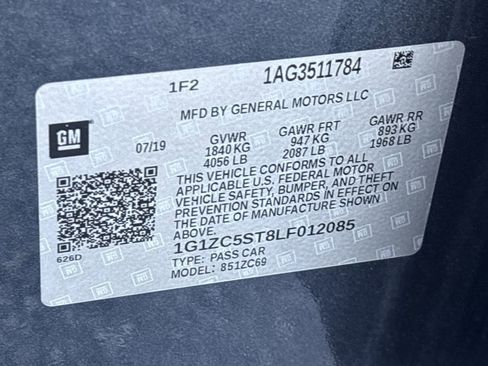 1F2 1AG3511784
MFD BY GENERAL MOTORS LLC
GM
07/19 GVWR GAWR FRT GAWR RR
1840 KG 947 KG 893 KG
4056 LB 2087 LB 1968 LB
THIS VEHICLE CONFORMS TO ALL
APPLICABLE U.S. FEDERAL MOTOR
VEHICLE SAFETY, BUMPER, AND THEFT
PREVENTION STANDARDS IN EFFECT ON
THE DATE OF MANUFACTURE SHOWN
ABOVE.
1G1ZC5ST8LF012085
626D
TYPE: PASS CAR
MODEL: 851ZC69